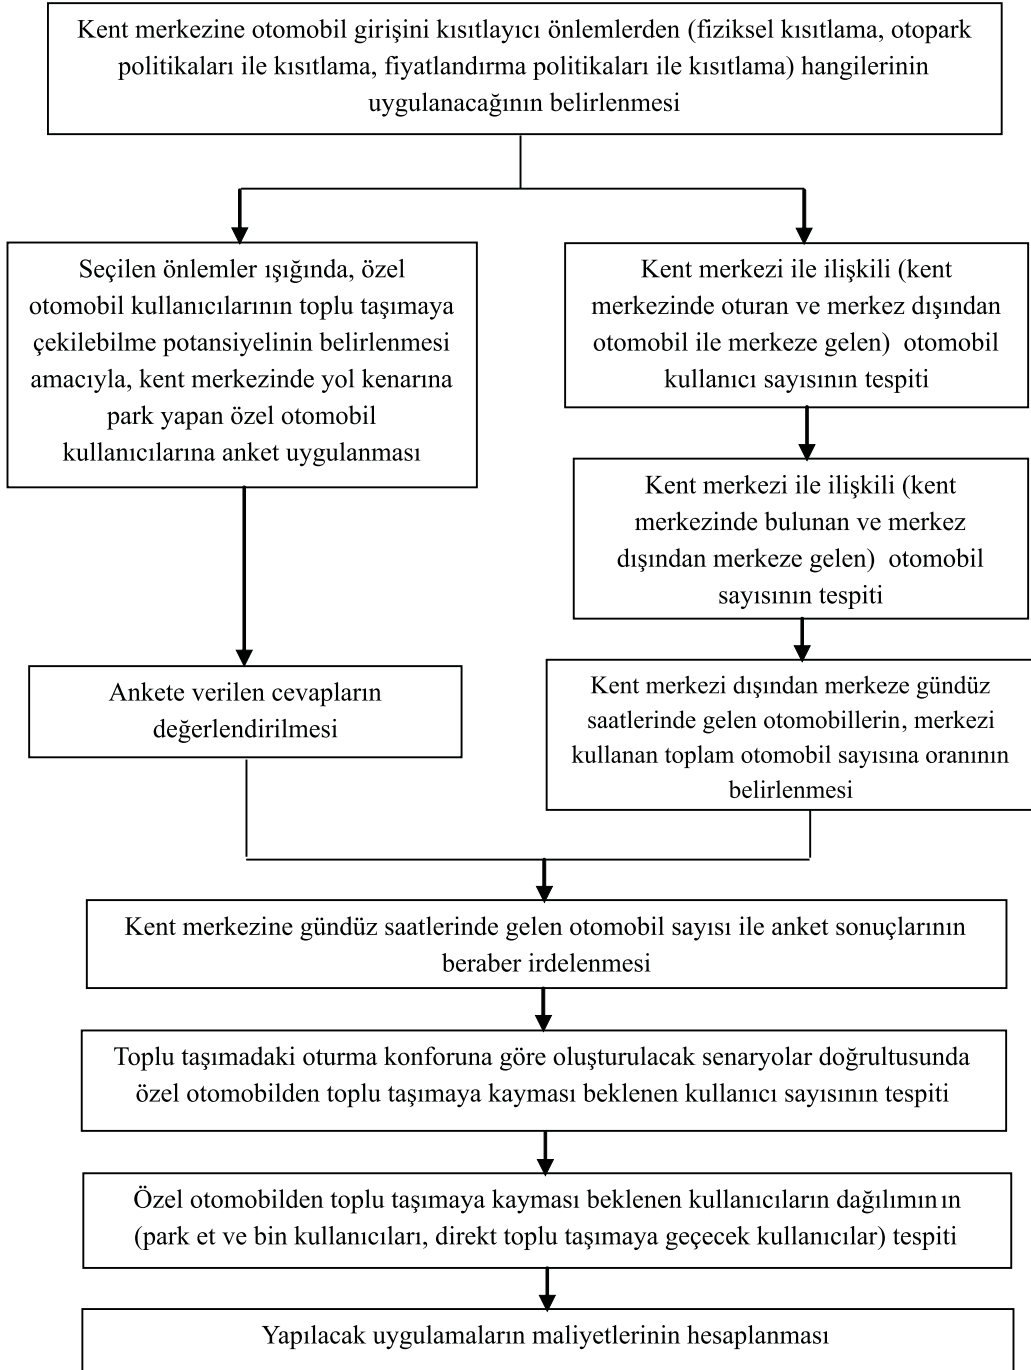 Kent merkezine otomobil girişini kısıtlayıcı önlemlerden (fiziksel kısıtlama, otopark
politikaları ile kısıtlama, fiyatlandırma politikaları ile kısıtlama) hangilerinin
uygulanacağının belirlenmesi
Seçilen önlemler ışığında, özel
otomobil kullanıcılarının toplu taşımaya
çekilebilme potansiyelinin belirlenmesi
amacıyla, kent merkezinde yol kenarına
park yapan özel otomobil
kullanıcılarına anket uygulanması
Kent merkezi ile ilişkili (kent
merkezinde oturan ve merkez dışından
otomobil ile merkeze gelen) otomobil
kullanıcı sayısının tespiti
Kent merkezi ile ilişkili (kent
merkezinde bulunan ve merkez
dışından merkeze gelen) otomobil
sayısının tespiti
Ankete verilen cevapların
değerlendirilmesi
Kent merkezi dışından merkeze gündüz
saatlerinde gelen otomobillerin, merkezi
kullanan toplam otomobil sayısına oranının
belirlenmesi
Kent merkezine gündüz saatlerinde gelen otomobil sayısı ile anket sonuçlarının
beraber irdelenmesi
Toplu taşımadaki oturma konforuna göre oluşturulacak senaryolar doğrultusunda
özel otomobilden toplu taşımaya kayması beklenen kullanıcı sayısının tespiti
Özel otomobilden toplu taşımaya kayması beklenen kullanıcıların dağılımının
(park et ve bin kullanıcıları, direkt toplu taşımaya geçecek kullanıcılar) tespiti
Yapılacak uygulamaların maliyetlerinin hesaplanması